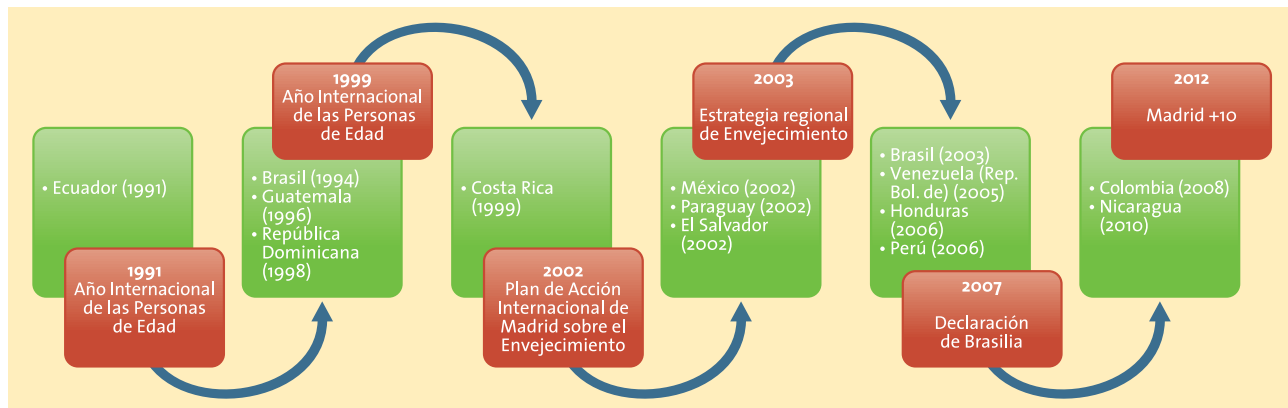 • Ecuador (1991)
1991
Año Internacional
de las Personas
de Edad
• Brasil (1994)
• Guatemala
(1996)
• República
Dominicana
(1998)
1999
Año Internacional
de las Personas
de Edad
• Costa Rica
(1999)
2002
Plan de Acción
Internacional de
Madrid sobre el
Envejecimiento
• México (2002)
• Paraguay (2002)
• El Salvador
(2002)
2003
Estrategia regional
de Envejecimiento
• Brasil (2003)
• Venezuela (Rep.
Bol. de) (2005)
• Honduras
(2006)
• Perú (2006)
2007
Declaración
de Brasilia
• Colombia (2008)
• Nicaragua
(2010)
2012
Madrid +10